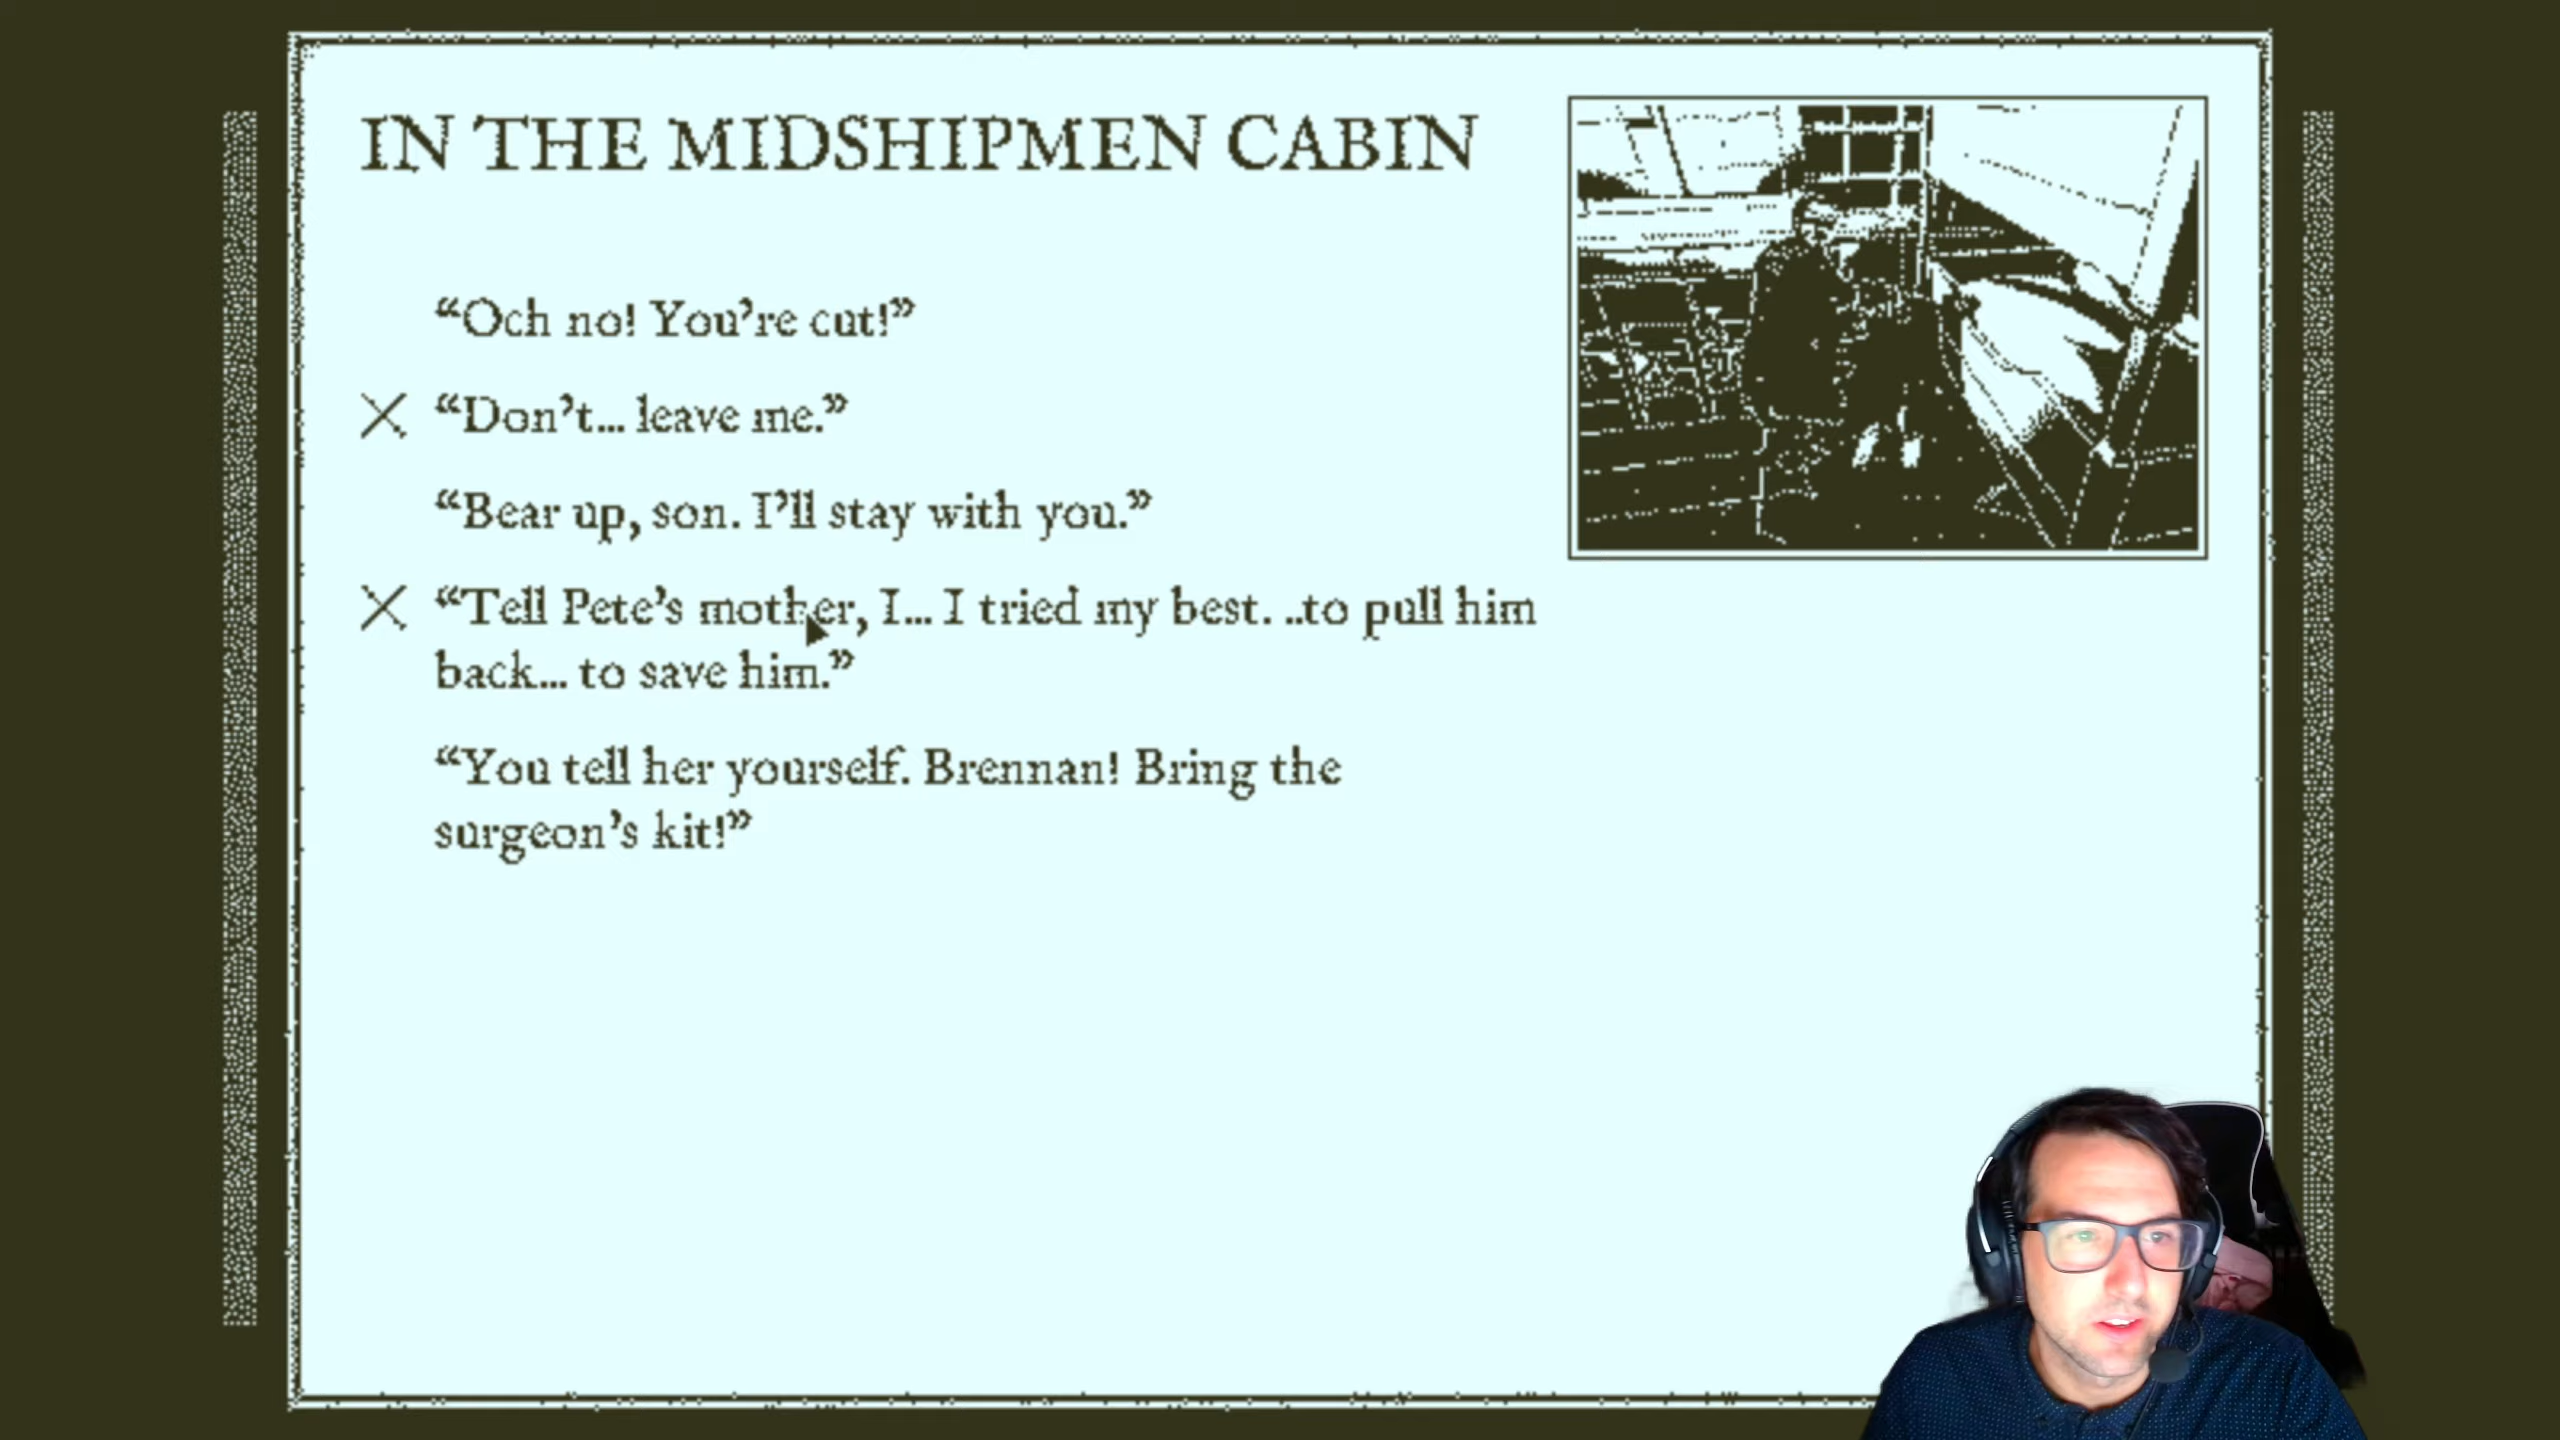 IN THE MIDSHIPMEN CABIN
“Och no! You’re cut!”
“Don’t... leave me.”
“Bear up, son. I’ll stay with you.”
“Tell Pete’s mother, I... I tried my best. ..to pull him
back... to save him.”
“You tell her yourself. Brennan! Bring the
surgeon’s kit!”